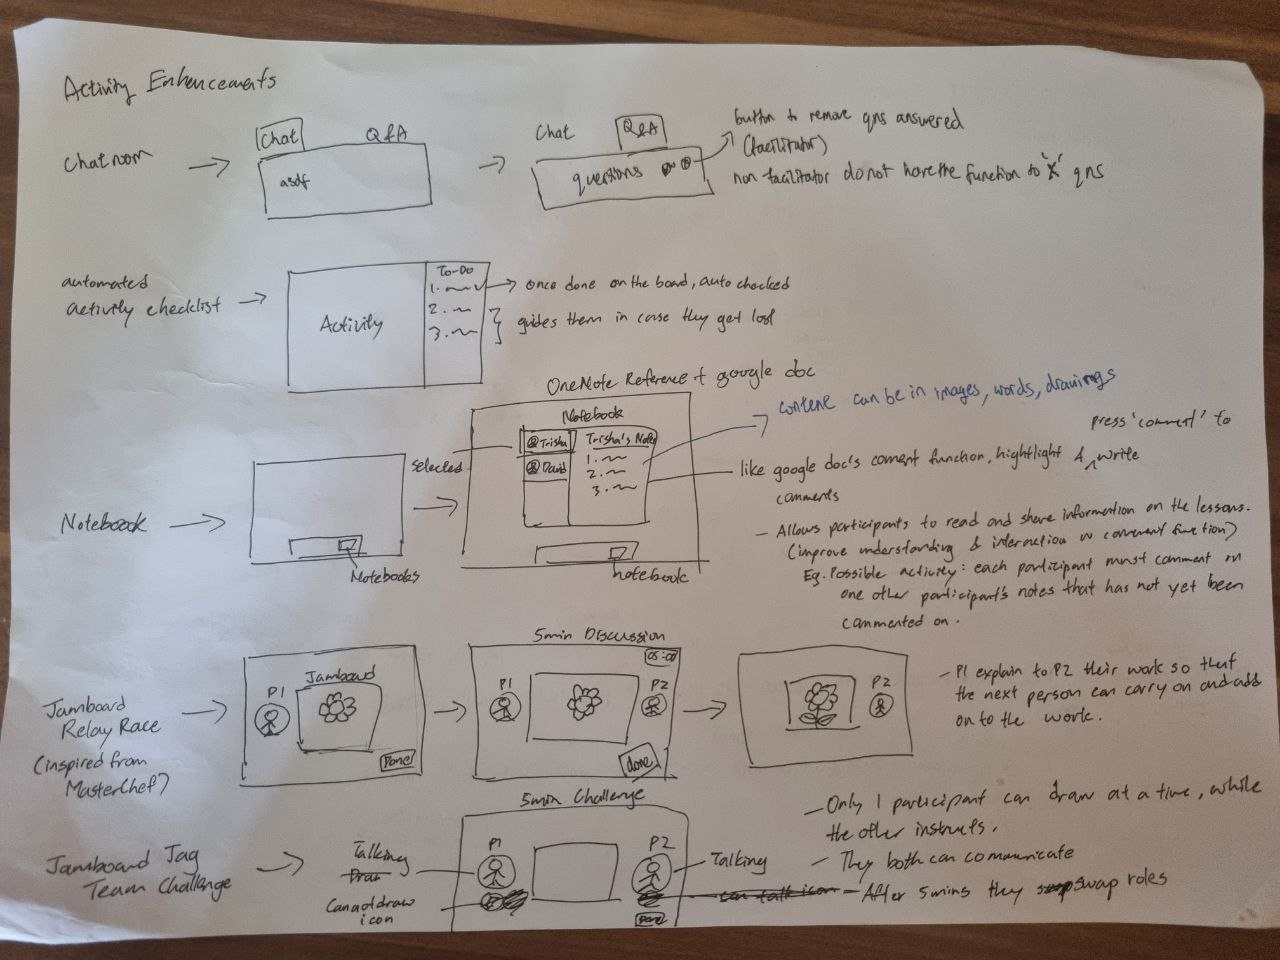 Activity Enhancements
Chatroom
Chat
Q&A
asdf
Chat
Q&A
questions
button to remove qns answered
(facilitator)
non facilitator do not have the function to 'X' qns
automated
activity checklist
Activity
To-Do
1.
2.
3.
once done on the board, auto checked
guides them in case they get lost
OneNote Reference + google doc
Notebook
Notebooks
selected
Notebook
Trisha
David
Trisha's Notes
1.
2.
3.
notebook
content can be in images, words, drawings
press 'comment' to
like google doc's coment function, hightlight & write
comments
- Allows participants to read and share information on the lessons.
(improve understanding & interaction w comment function)
Eg. Possible activity: each participant must comment on
one other participant's notes that has not yet been
commented on.
Jamboard
Relay Race
(inspired from
MasterChef)
P1
Jamboard
Done
5min Discussion
05:00
P1
P2
done
P2
- P1 explain to P2 their work so that
the next person can carry on and add
on to the work.
Jamboard Jag
Team Challenge
5min Challenge
Talking
Draw
Cannot draw
icon
P1
P2
Done
Talking
can talk icon
- Only 1 participant can draw at a time, while
the other instructs.
- They both can comunicate
- After 5mins they swap roles